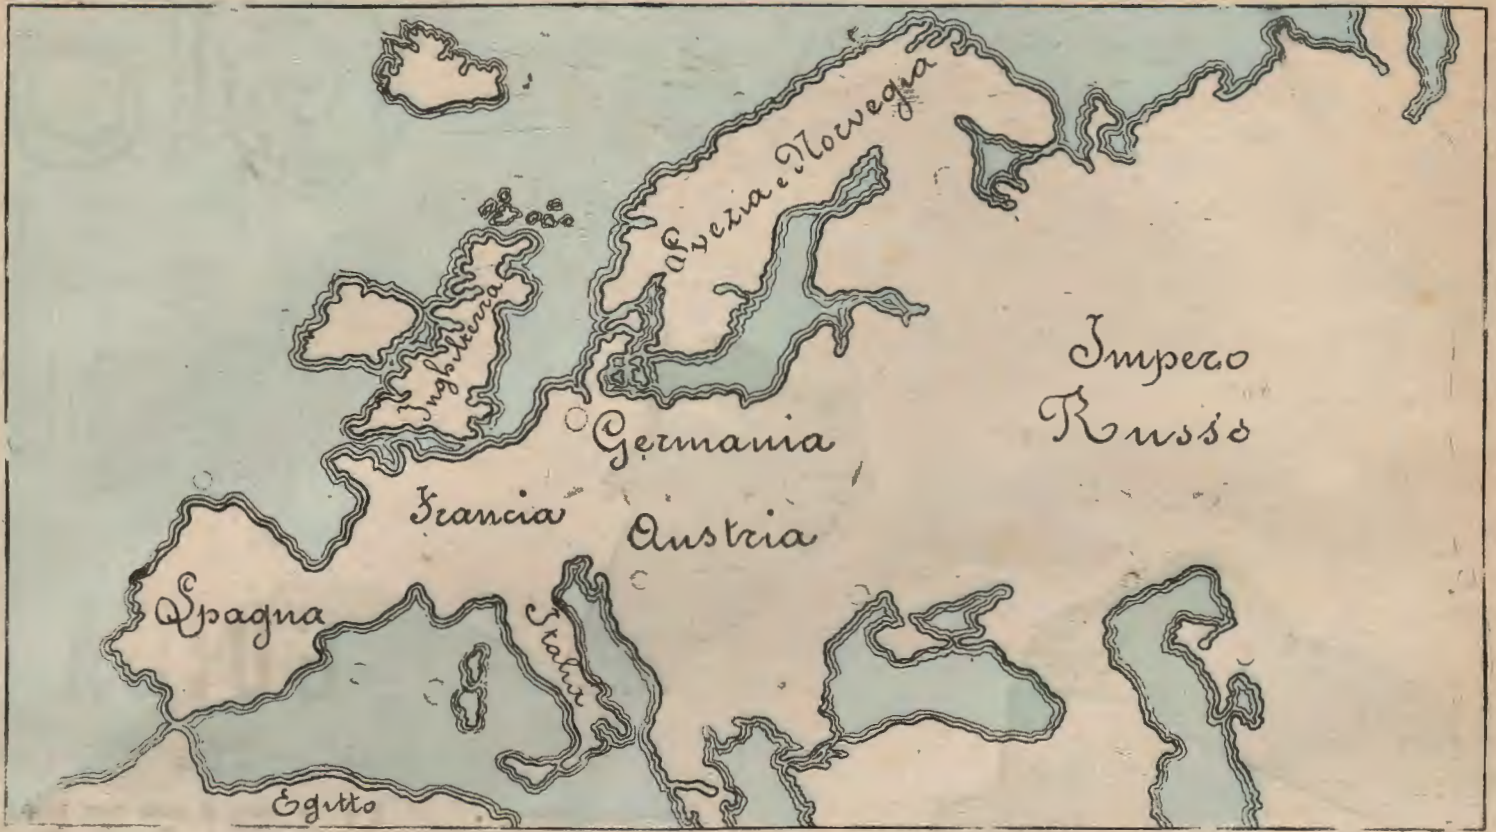 Svezia e Norvegia
Inghilterra
Impero
Russo
Germania
Francia
Austria
Spagna
Italia
Egitto